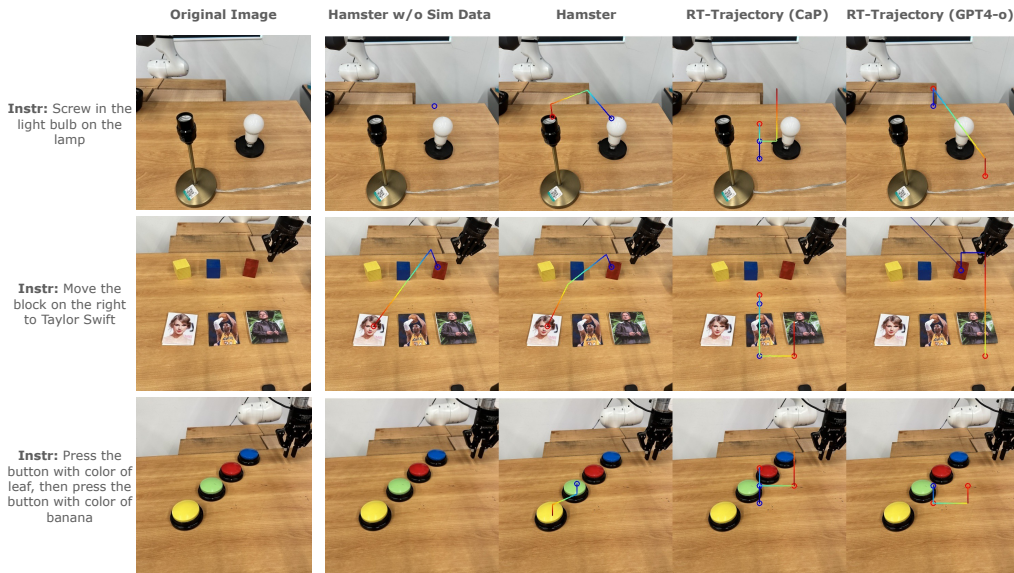 Original Image
Hamster w/o Sim Data
Hamster
RT-Trajectory (CaP)
RT-Trajectory (GPT4-o)
Instr: Screw in the
light bulb on the
lamp
Instr: Move the
block on the right
to Taylor Swift
Instr: Press the
button with color of
leaf, then press the
button with color of
banana